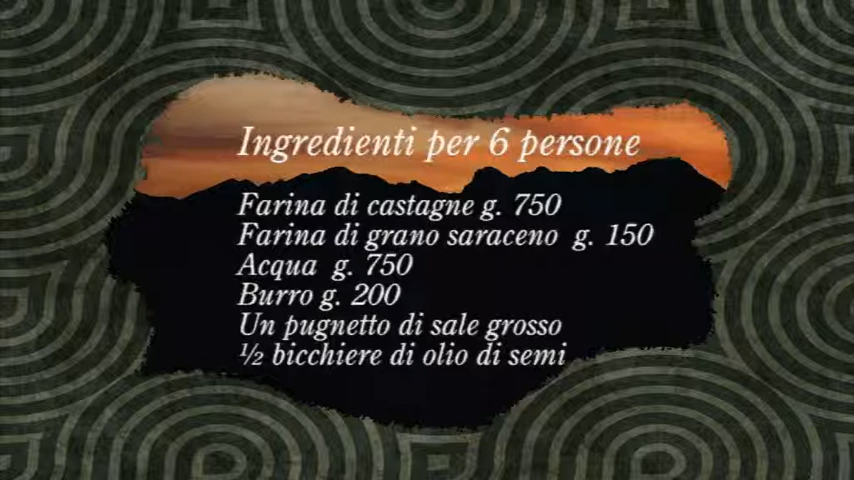 Ingredienti per 6 persone
Farina di castagne g. 750
Farina di grano saraceno g. 150
Acqua g. 750
Burro g. 200
Un pugnetto di sale grosso
½ bicchiere di olio di semi